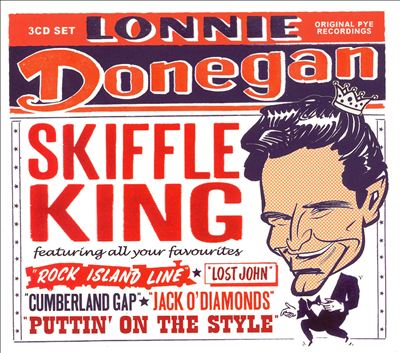 3CD SET
LONNIE
ORIGINAL PYE
RECORDINGS
Donegan
SKIFFLE
KING
featuring all your favourites
"ROCK ISLAND LINE" ★ "LOST JOHN"
"CUMBERLAND GAP" ★ "JACK O'DIAMONDS"
"PUTTIN' ON THE STYLE"